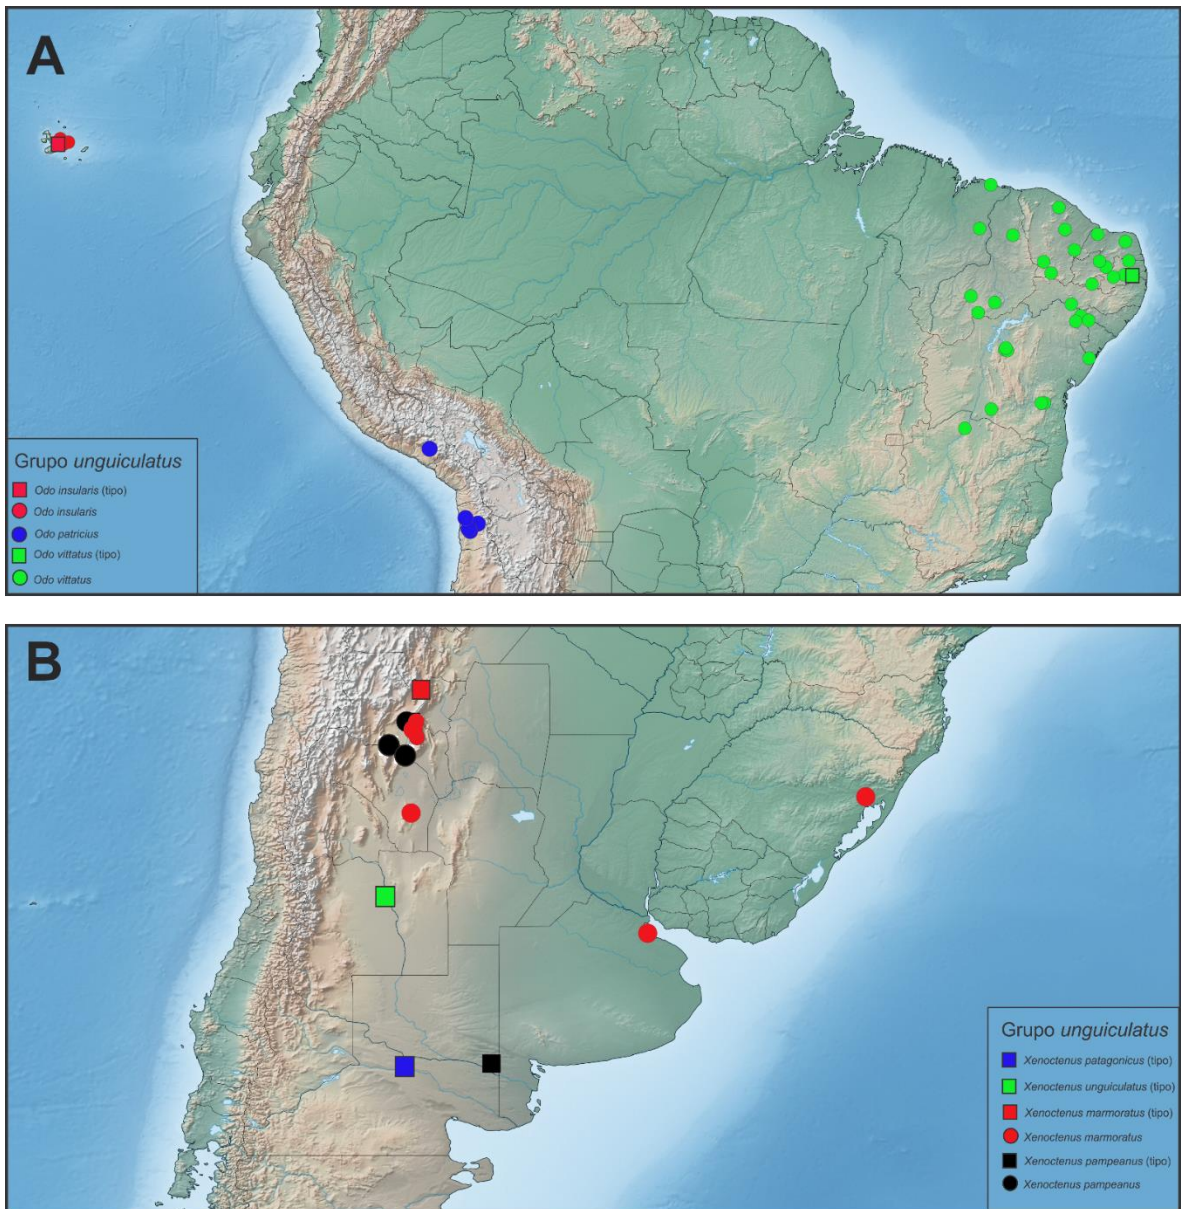 A
Grupo unguiculatus
Odo insularis (tipo)
Odo insularis
Odo patricius
Odo vittatus (tipo)
Odo vittatus
B
Grupo unguiculatus
Xenoctenus patagonicus (tipo)
Xenoctenus unguiculatus (tipo)
Xenoctenus marmoratus (tipo)
Xenoctenus marmoratus
Xenoctenus pampeanus (tipo)
Xenoctenus pampeanus